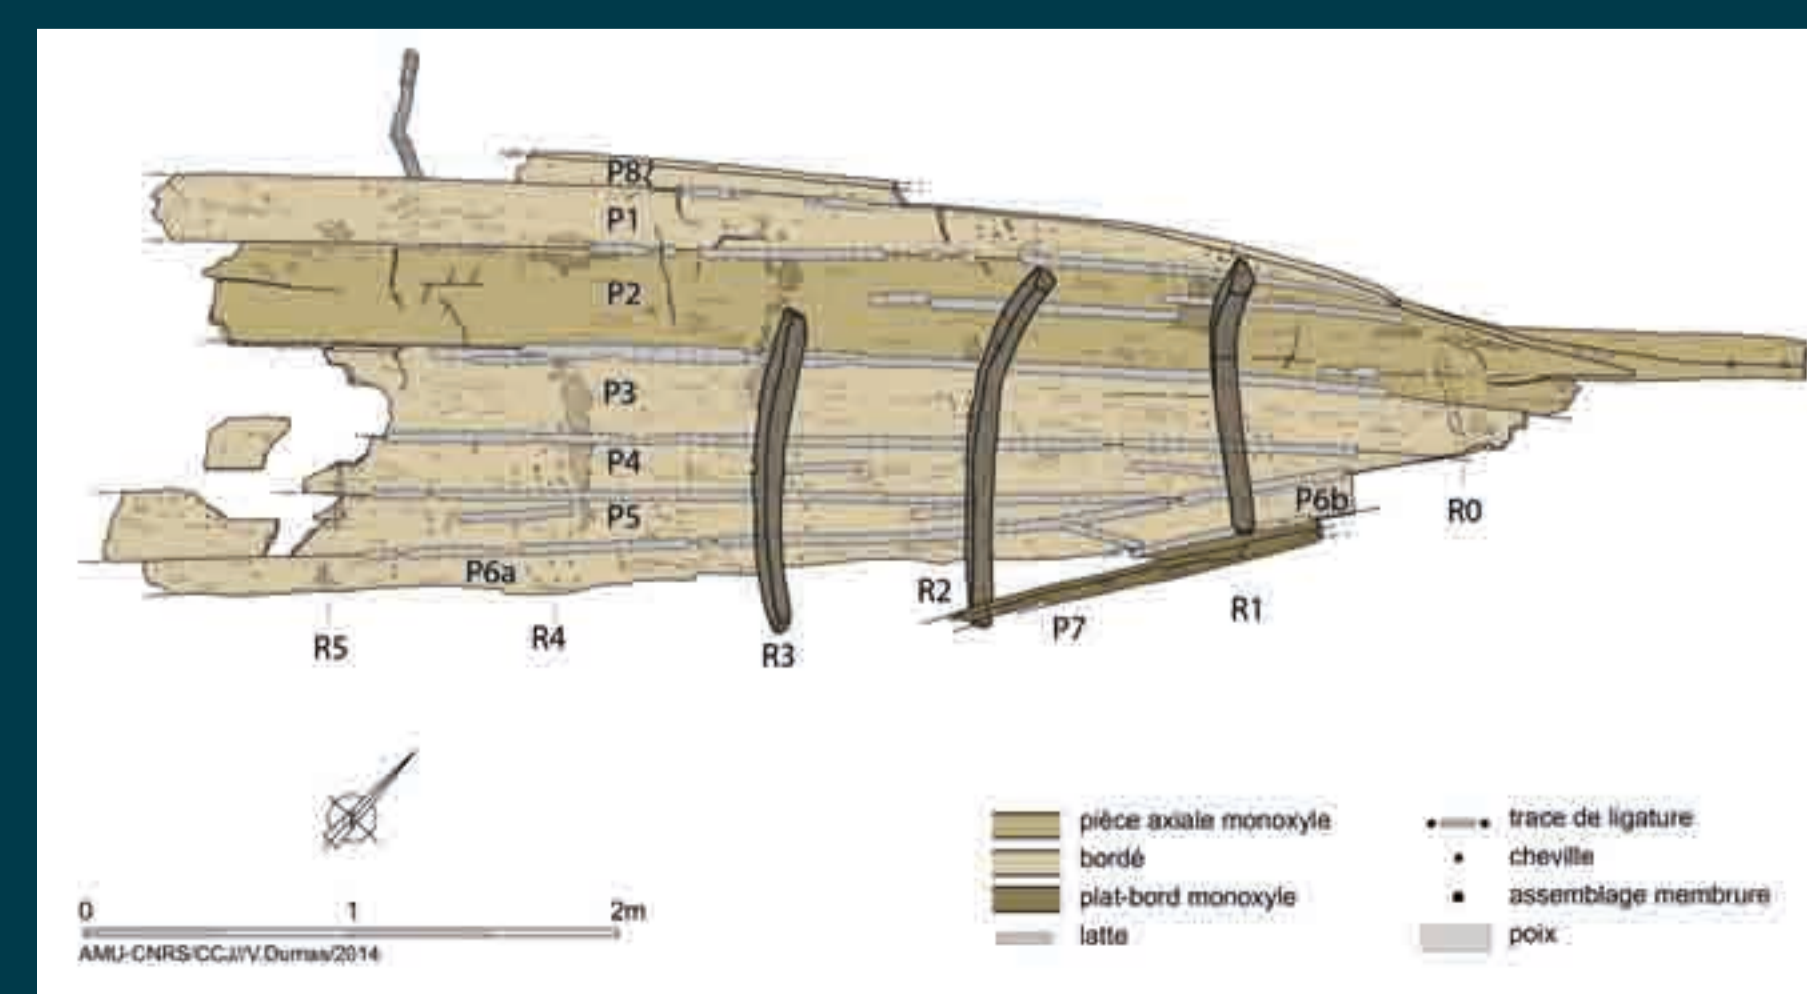 P8
P1
P2
P3
P4
P5
P6b
R0
P6a
R2
R1
P7
R5
R4
R3
0 1 2m
AMU-CNRS/CCJ//V.Dumas/2014
pièce axiale monoxyle
bordé
plat-bord monoxyle
latte
trace de ligature
cheville
assemblage membrure
poix